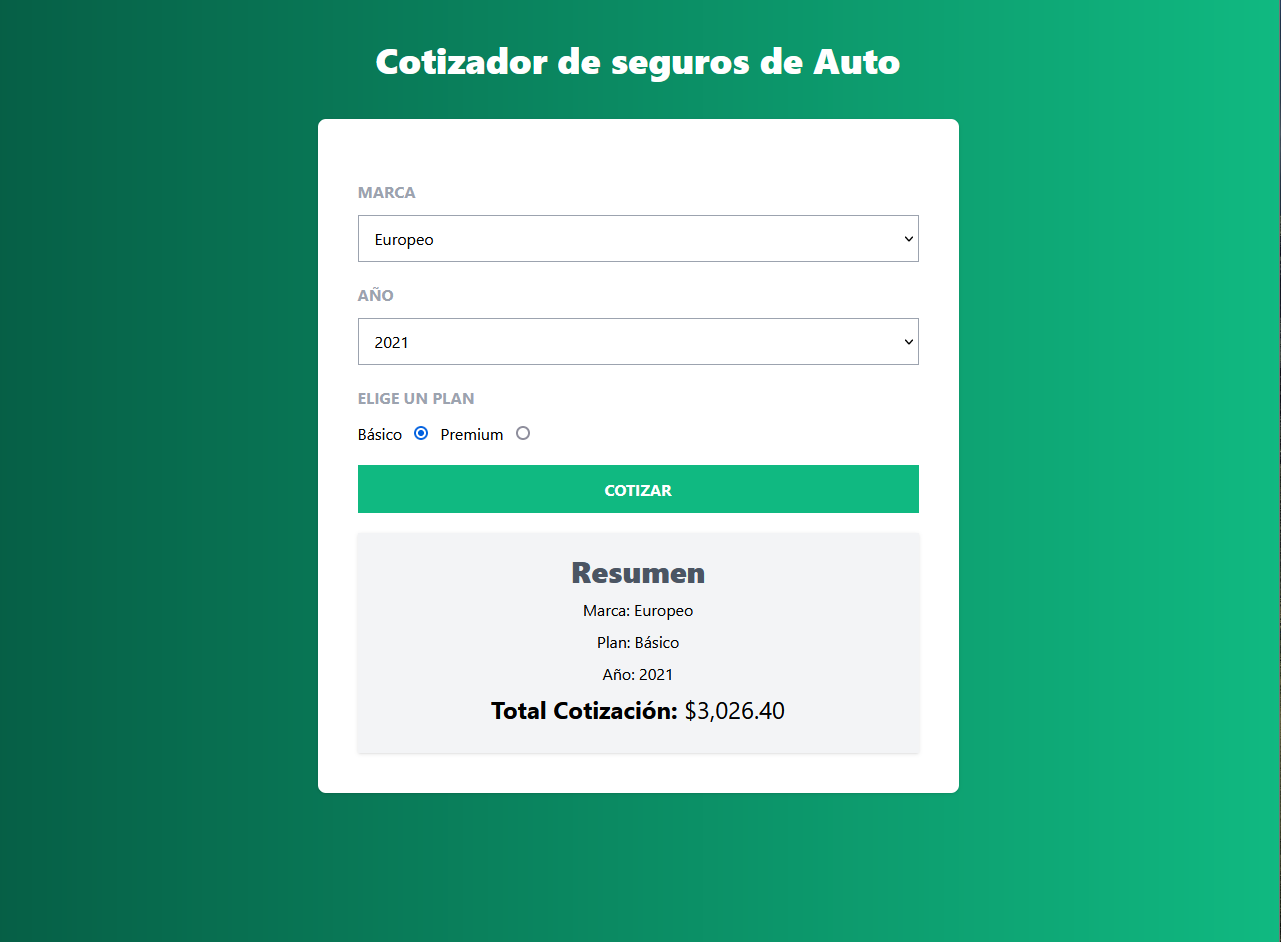 Cotizador de seguros de Auto
MARCA
Europeo
AÑO
2021
ELIGE UN PLAN
Básico Premium
COTIZAR
Resumen
Marca: Europeo
Plan: Básico
Año: 2021
Total Cotización: $3,026.40